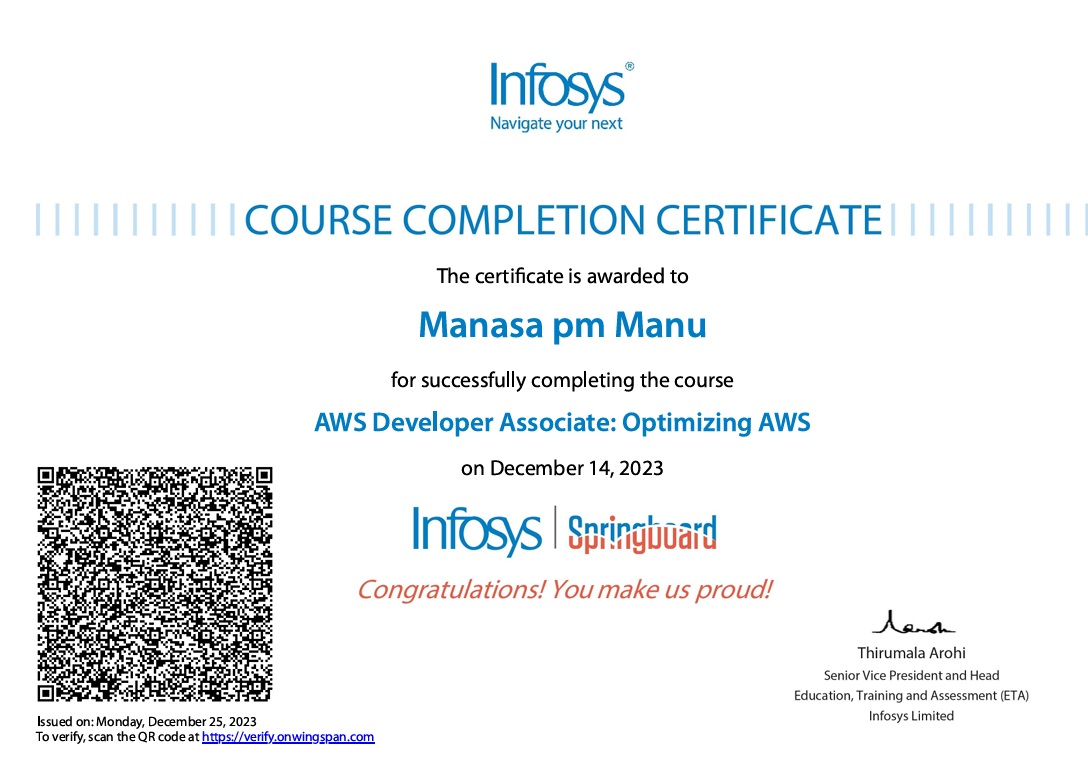 Infosys®
Navigate your next
COURSE COMPLETION CERTIFICATE
The certificate is awarded to
Manasa pm Manu
for successfully completing the course
AWS Developer Associate: Optimizing AWS
on December 14, 2023
Infosys | Springboard
Congratulations! You make us proud!
Thirumala Arohi
Senior Vice President and Head
Education, Training and Assessment (ETA)
Infosys Limited
Issued on: Monday, December 25, 2023
To verify, scan the QR code at https://verify.onwingspan.com